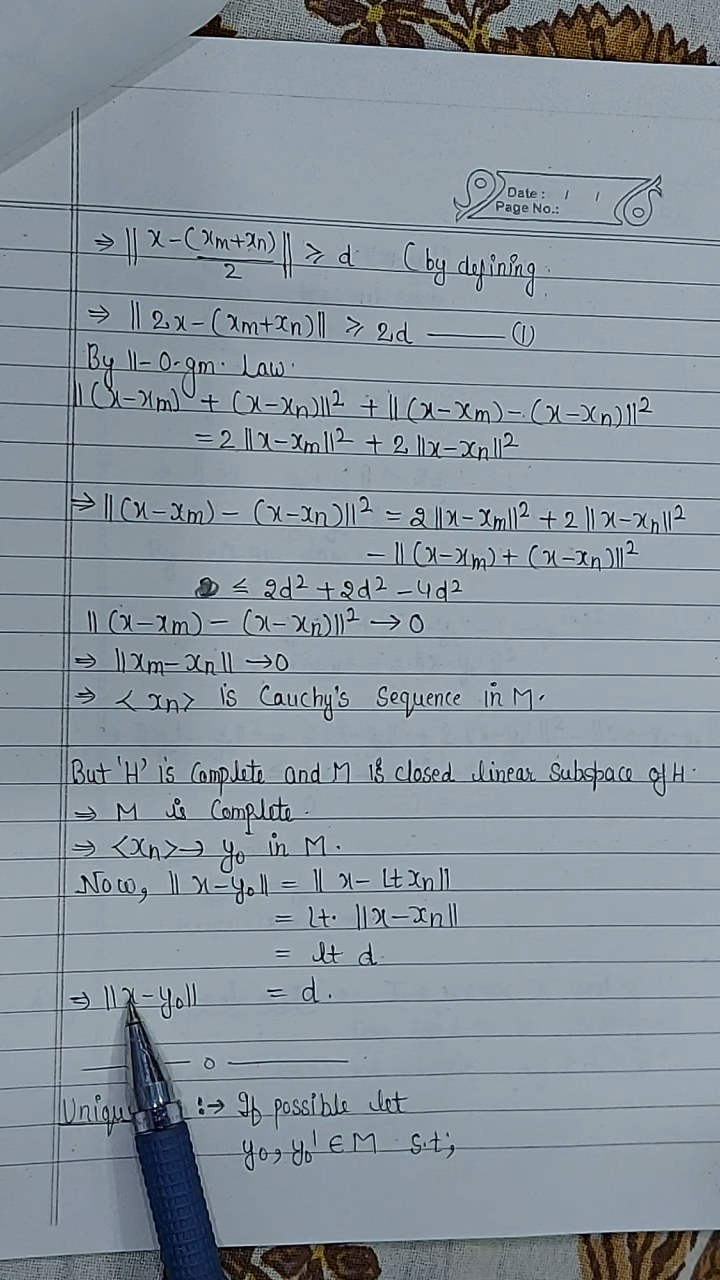 Date : / /
Page No.:
⇒ || x-(xm+xn)/2 || ≥ d (by defining
⇒ || 2x-(xm+xn) || ≥ 2d —— (1)
By ||-O-gm. Law.
||(x-xm) + (x-xn)||² + ||(x-xm) - (x-xn)||²
= 2 ||x-xm||² + 2 ||x-xn||²
⇒ ||(x-xm) - (x-xn)||² = 2||x-xm||² + 2 ||x-xn||²
- ||(x-xm) + (x-xn)||²
≤ 2d² + 2d² - 4d²
||(x-xm) - (x-xn)||² → 0
⇒ ||xm-xn|| → 0
⇒ <xn> is Cauchy's Sequence in M.
But 'H' is Complete and M is closed linear Subspace of H.
⇒ M is Complete.
⇒ <xn> → y₀ in M.
Now, || x-y₀|| = || x- Lt xn||
= lt. ||x-xn||
= lt d.
⇒ ||x-y₀|| = d.
—— o ——
Uniqu :→ If possible let
y₀, y₀' ∈ M s.t;